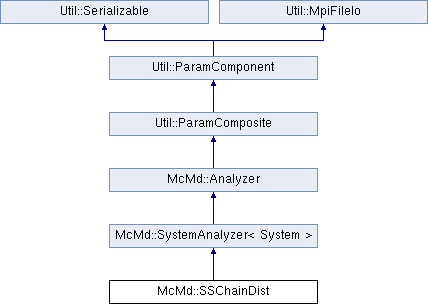 Util::Serializable
Util::MpiFileIo
Util::ParamComponent
Util::ParamComposite
McMd::Analyzer
McMd::SystemAnalyzer< System >
McMd::SSChainDist